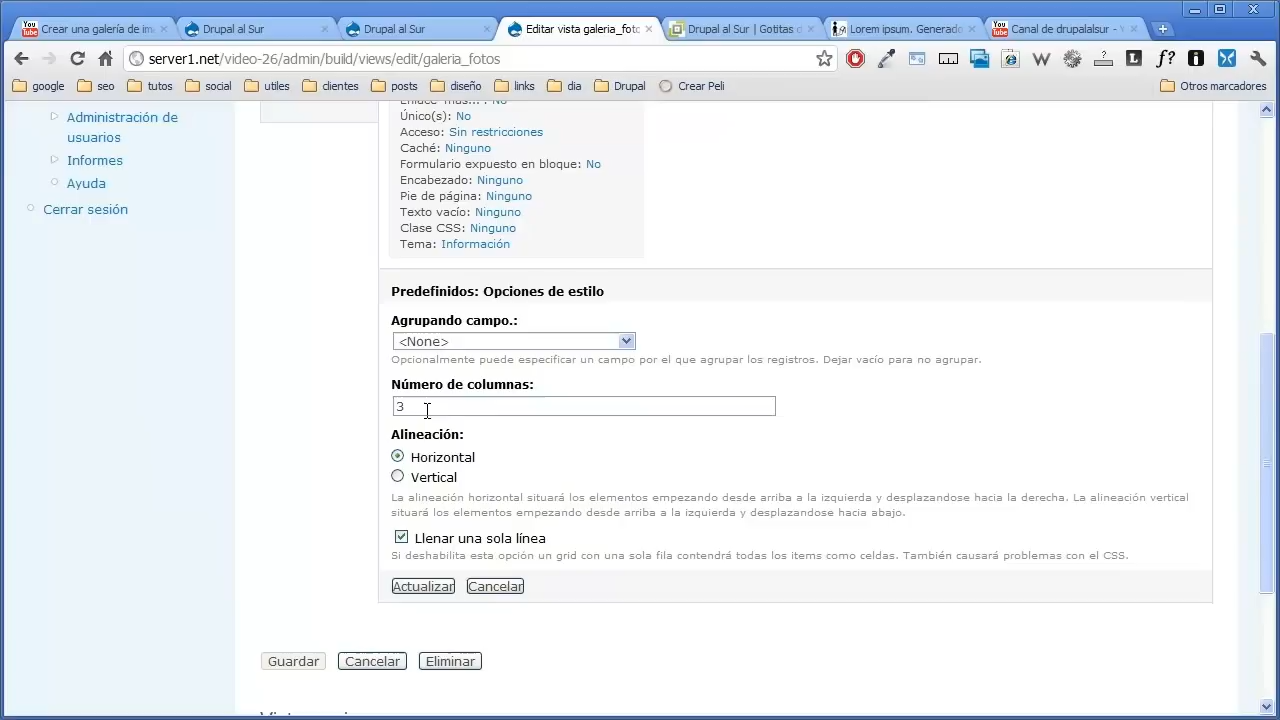 Crear una galería de im
Drupal al Sur
Drupal al Sur
Editar vista galeria_foto
Drupal al Sur | Gotitas d
Lorem ipsum. Generado
Canal de drupalalsur - Y
server1.net/video-26/admin/build/views/edit/galeria_fotos
google
seo
tutos
social
utiles
clientes
posts
diseño
links
dia
Drupal
Crear Peli
Otros marcadores
Administración de
usuarios
Informes
Ayuda
Cerrar sesión
Enlace "más...": No
Único(s): No
Acceso: Sin restricciones
Caché: Ninguno
Formulario expuesto en bloque: No
Encabezado: Ninguno
Pie de página: Ninguno
Texto vacío: Ninguno
Clase CSS: Ninguno
Tema: Información
Predefinidos: Opciones de estilo
Agrupando campo.:
<None>
Opcionalmente puede especificar un campo por el que agrupar los registros. Dejar vacío para no agrupar.
Número de columnas:
3
Alineación:
Horizontal
Vertical
La alineación horizontal situará los elementos empezando desde arriba a la izquierda y desplazandose hacia la derecha. La alineación vertical
situará los elementos empezando desde arriba a la izquierda y desplazandose hacia abajo.
Llenar una sola línea
Si deshabilita esta opción un grid con una sola fila contendrá todas los items como celdas. También causará problemas con el CSS.
Actualizar
Cancelar
Guardar
Cancelar
Eliminar